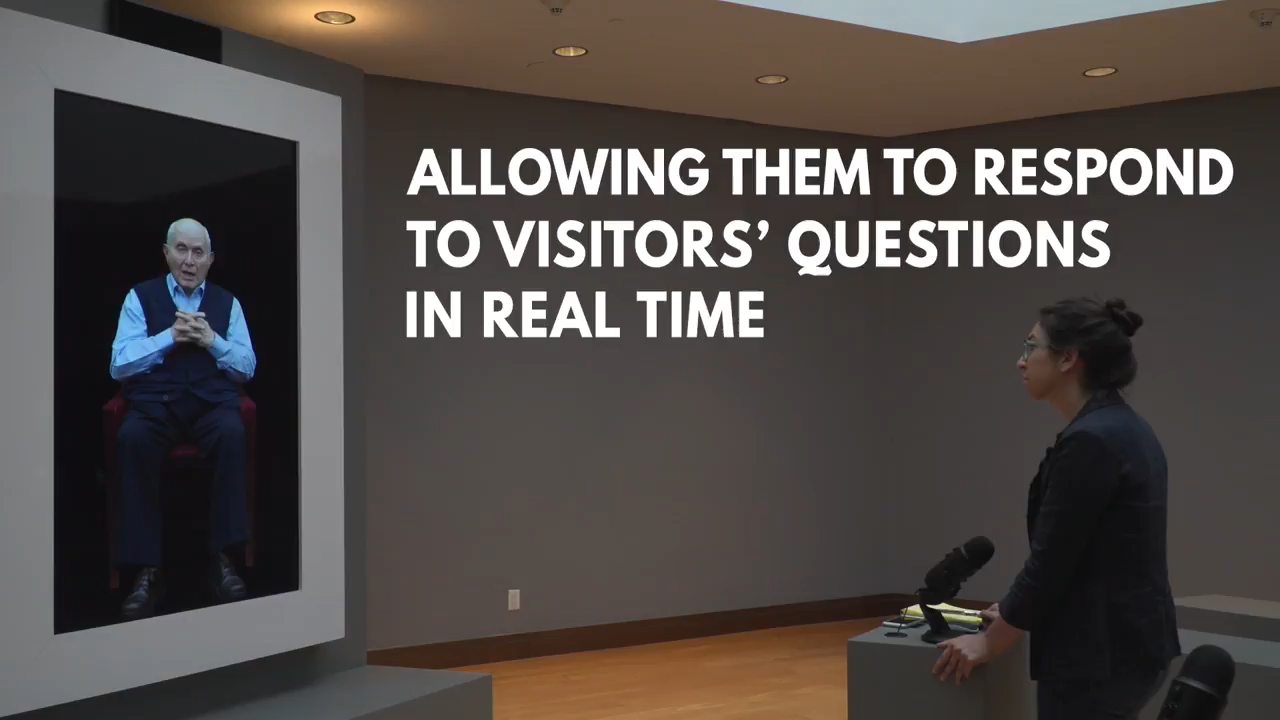 ALLOWING THEM TO RESPOND
TO VISITORS’ QUESTIONS
IN REAL TIME